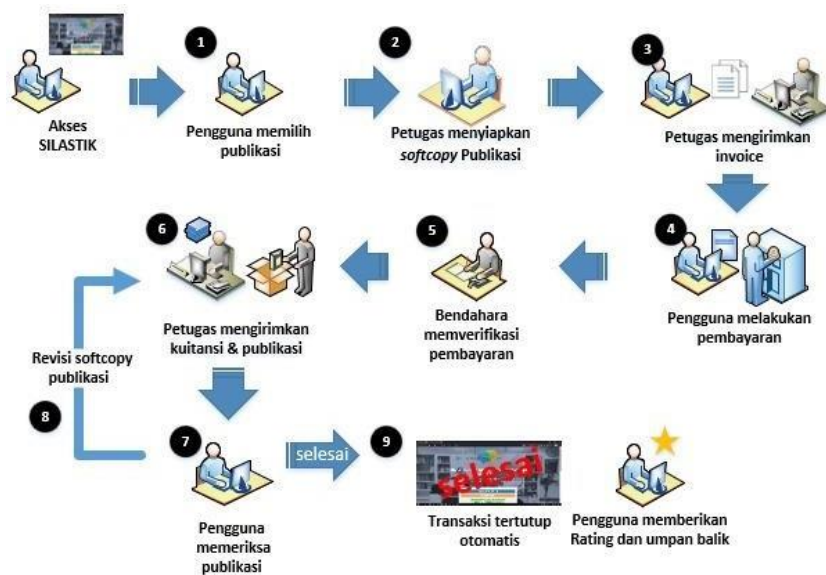 Akses
SILASTIK
1
Pengguna memilih
publikasi
2
Petugas menyiapkan
softcopy Publikasi
3
Petugas mengirimkan
invoice
4
Pengguna melakukan
pembayaran
5
Bendahara
memverifikasi
pembayaran
6
Petugas mengirimkan
kuitansi & publikasi
7
Pengguna
memeriksa
publikasi
8
Revisi softcopy
publikasi
selesai
9
selesai
Transaksi tertutup
otomatis
Pengguna memberikan
Rating dan umpan balik